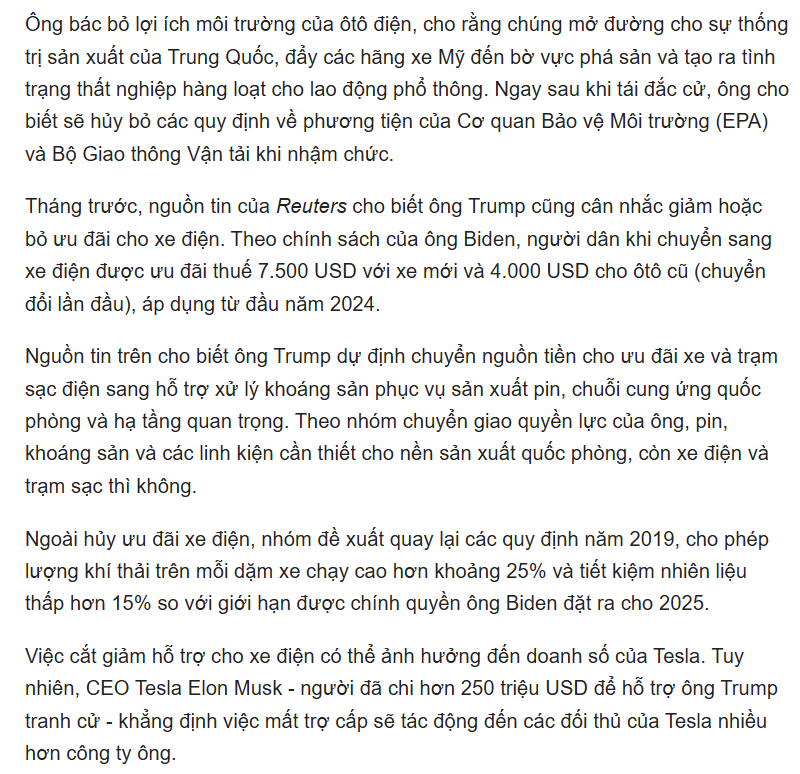 Ông bác bỏ lợi ích môi trường của ôtô điện, cho rằng chúng mở đường cho sự thống
trị sản xuất của Trung Quốc, đẩy các hãng xe Mỹ đến bờ vực phá sản và tạo ra tình
trạng thất nghiệp hàng loạt cho lao động phổ thông. Ngay sau khi tái đắc cử, ông cho
biết sẽ hủy bỏ các quy định về phương tiện của Cơ quan Bảo vệ Môi trường (EPA)
và Bộ Giao thông Vận tải khi nhậm chức.
Tháng trước, nguồn tin của Reuters cho biết ông Trump cũng cân nhắc giảm hoặc
bỏ ưu đãi cho xe điện. Theo chính sách của ông Biden, người dân khi chuyển sang
xe điện được ưu đãi thuế 7.500 USD với xe mới và 4.000 USD cho ôtô cũ (chuyển
đổi lần đầu), áp dụng từ đầu năm 2024.
Nguồn tin trên cho biết ông Trump dự định chuyển nguồn tiền cho ưu đãi xe và trạm
sạc điện sang hỗ trợ xử lý khoáng sản phục vụ sản xuất pin, chuỗi cung ứng quốc
phòng và hạ tầng quan trọng. Theo nhóm chuyển giao quyền lực của ông, pin,
khoáng sản và các linh kiện cần thiết cho nền sản xuất quốc phòng, còn xe điện và
trạm sạc thì không.
Ngoài hủy ưu đãi xe điện, nhóm đề xuất quay lại các quy định năm 2019, cho phép
lượng khí thải trên mỗi dặm xe chạy cao hơn khoảng 25% và tiết kiệm nhiên liệu
thấp hơn 15% so với giới hạn được chính quyền ông Biden đặt ra cho 2025.
Việc cắt giảm hỗ trợ cho xe điện có thể ảnh hưởng đến doanh số của Tesla. Tuy
nhiên, CEO Tesla Elon Musk - người đã chi hơn 250 triệu USD để hỗ trợ ông Trump
tranh cử - khẳng định việc mất trợ cấp sẽ tác động đến các đối thủ của Tesla nhiều
hơn công ty ông.